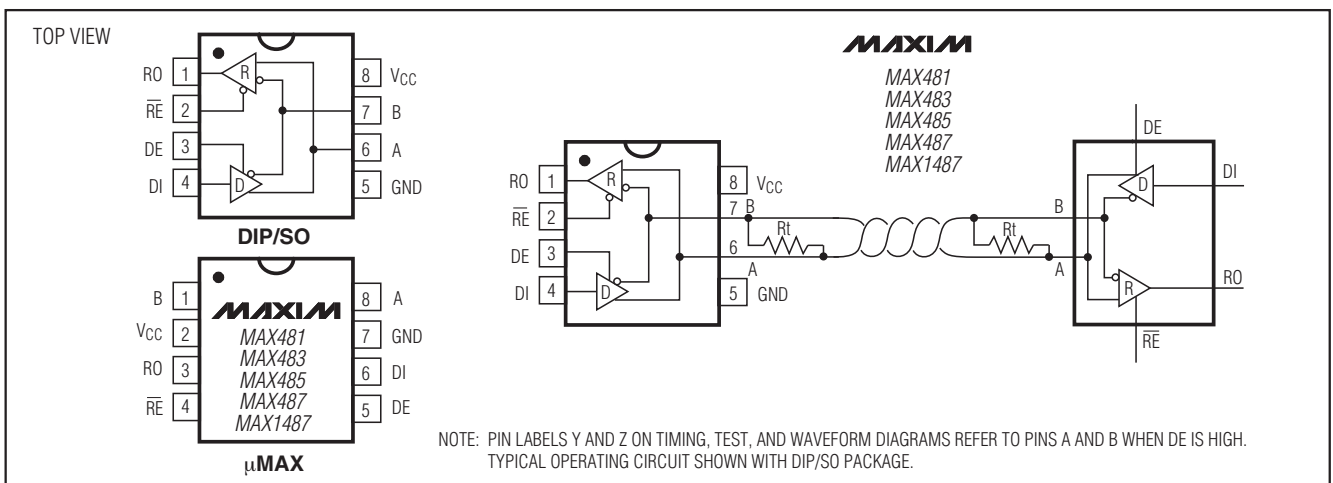 TOP VIEW
RO 1
RE 2
DE 3
DI 4
8 VCC
7 B
6 A
5 GND
R
D
DIP/SO
B 1
VCC 2
RO 3
RE 4
8 A
7 GND
6 DI
5 DE
MAXIM
MAX481
MAX483
MAX485
MAX487
MAX1487
µMAX
MAXIM
MAX481
MAX483
MAX485
MAX487
MAX1487
RO 1
RE 2
DE 3
DI 4
R
D
8 VCC
7 B
6
A
5 GND
Rt
Rt
B
A
DE
D
DI
R
RO
RE
NOTE: PIN LABELS Y AND Z ON TIMING, TEST, AND WAVEFORM DIAGRAMS REFER TO PINS A AND B WHEN DE IS HIGH.
TYPICAL OPERATING CIRCUIT SHOWN WITH DIP/SO PACKAGE.